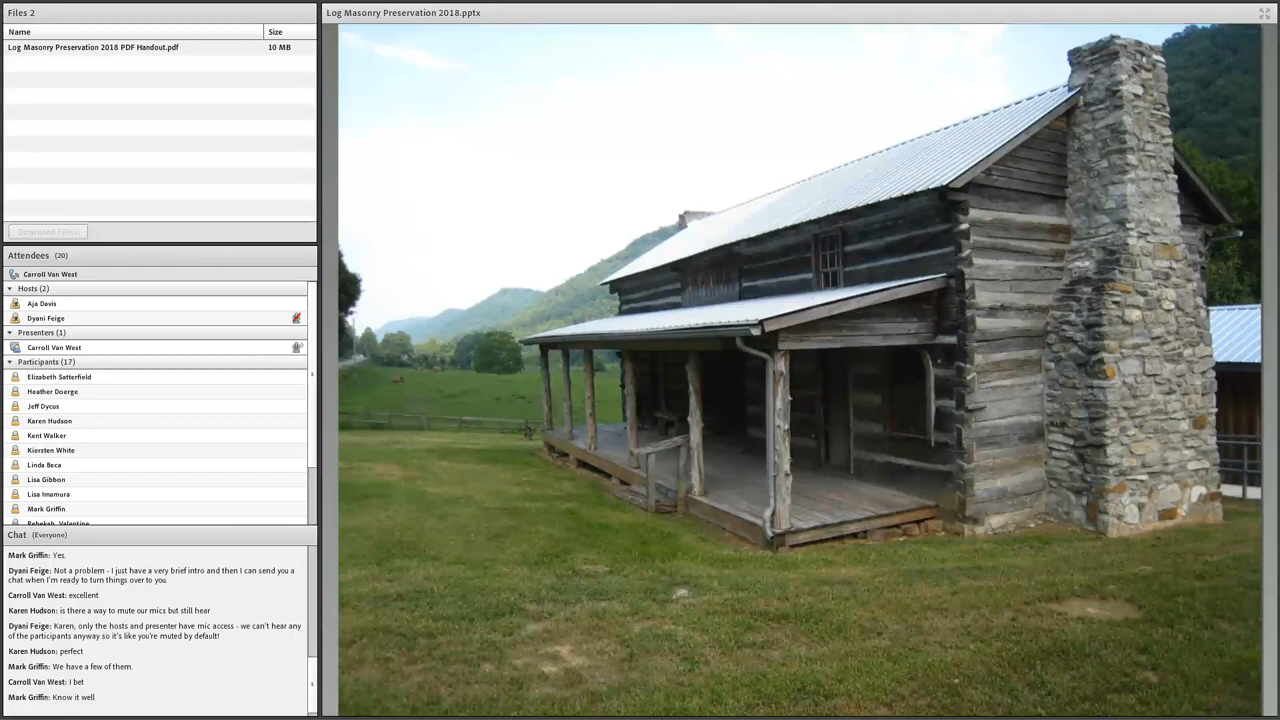 Files 2
Name Size
Log Masonry Preservation 2018 PDF Handout.pdf 10 MB
Download File(s)
Attendees (20)
Carroll Van West
Hosts (2)
Aja Davis
Dyani Feige
Presenters (1)
Carroll Van West
Participants (17)
Elizabeth Satterfield
Heather Doerge
Jeff Dycus
Karen Hudson
Kent Walker
Kiersten White
Linda Beca
Lisa Gibbon
Lisa Imamura
Mark Griffin
Rebekah Valentine
Chat (Everyone)
Mark Griffin: Yes.
Dyani Feige: Not a problem - I just have a very brief intro and then I can send you a
chat when I'm ready to turn things over to you.
Carroll Van West: excellent
Karen Hudson: is there a way to mute our mics but still hear
Dyani Feige: Karen, only the hosts and presenter have mic access - we can't hear any
of the participants anyway so it's like you're muted by default!
Karen Hudson: perfect
Mark Griffin: We have a few of them.
Carroll Van West: I bet
Mark Griffin: Know it well
Log Masonry Preservation 2018.pptx